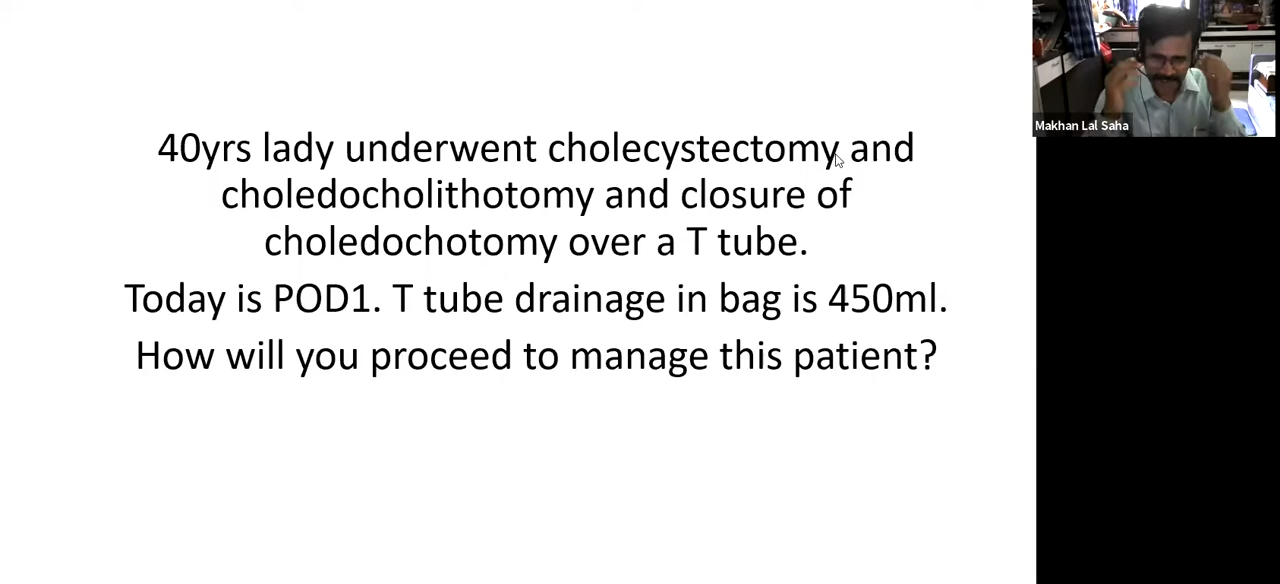 40yrs lady underwent cholecystectomy and
choledocholithotomy and closure of
choledochotomy over a T tube.
Today is POD1. T tube drainage in bag is 450ml.
How will you proceed to manage this patient?
Makhan Lal Saha